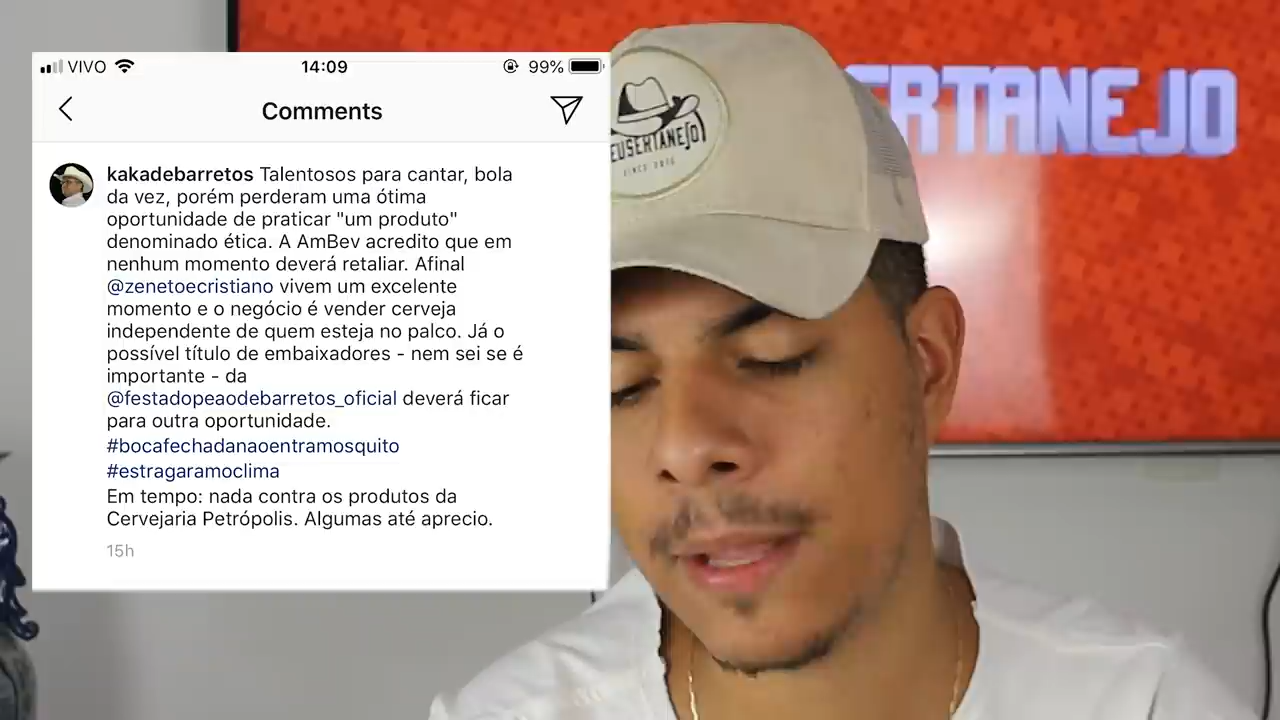 VIVO 14:09 99%
Comments
kakadebarretos Talentosos para cantar, bola
da vez, porém perderam uma ótima
oportunidade de praticar "um produto"
denominado ética. A AmBev acredito que em
nenhum momento deverá retaliar. Afinal
@zenetoecristiano vivem um excelente
momento e o negócio é vender cerveja
independente de quem esteja no palco. Já o
possível título de embaixadores - nem sei se é
importante - da
@festadopeaodebarretos_oficial deverá ficar
para outra oportunidade.
#bocafechadanaoentramosquito
#estragaramoclima
Em tempo: nada contra os produtos da
Cervejaria Petrópolis. Algumas até aprecio.
15h
ERTANEJO
EUSERTANEJO
SINCE 2015